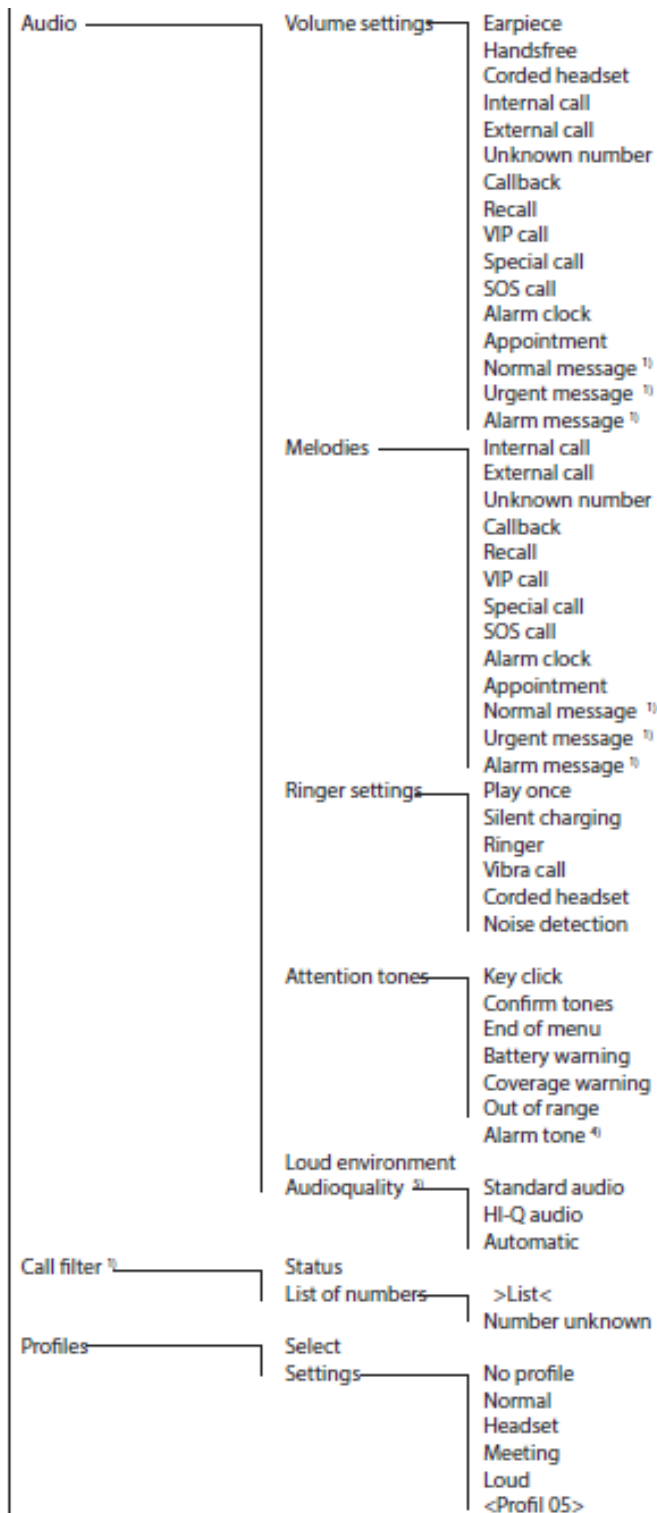 Audio Volume settings Earpiece
Handsfree
Corded headset
Internal call
External call
Unknown number
Callback
Recall
VIP call
Special call
SOS call
Alarm clock
Appointment
Normal message 1)
Urgent message 1)
Alarm message 1)
Melodies Internal call
External call
Unknown number
Callback
Recall
VIP call
Special call
SOS call
Alarm clock
Appointment
Normal message 1)
Urgent message 1)
Alarm message 1)
Ringer settings Play once
Silent charging
Ringer
Vibra call
Corded headset
Noise detection
Attention tones Key click
Confirm tones
End of menu
Battery warning
Coverage warning
Out of range
Alarm tone 4)
Loud environment
Audioquality 5) Standard audio
HI-Q audio
Automatic
Call filter 1) Status
List of numbers >List<
Number unknown
Profiles Select
Settings No profile
Normal
Headset
Meeting
Loud
<Profil 05>